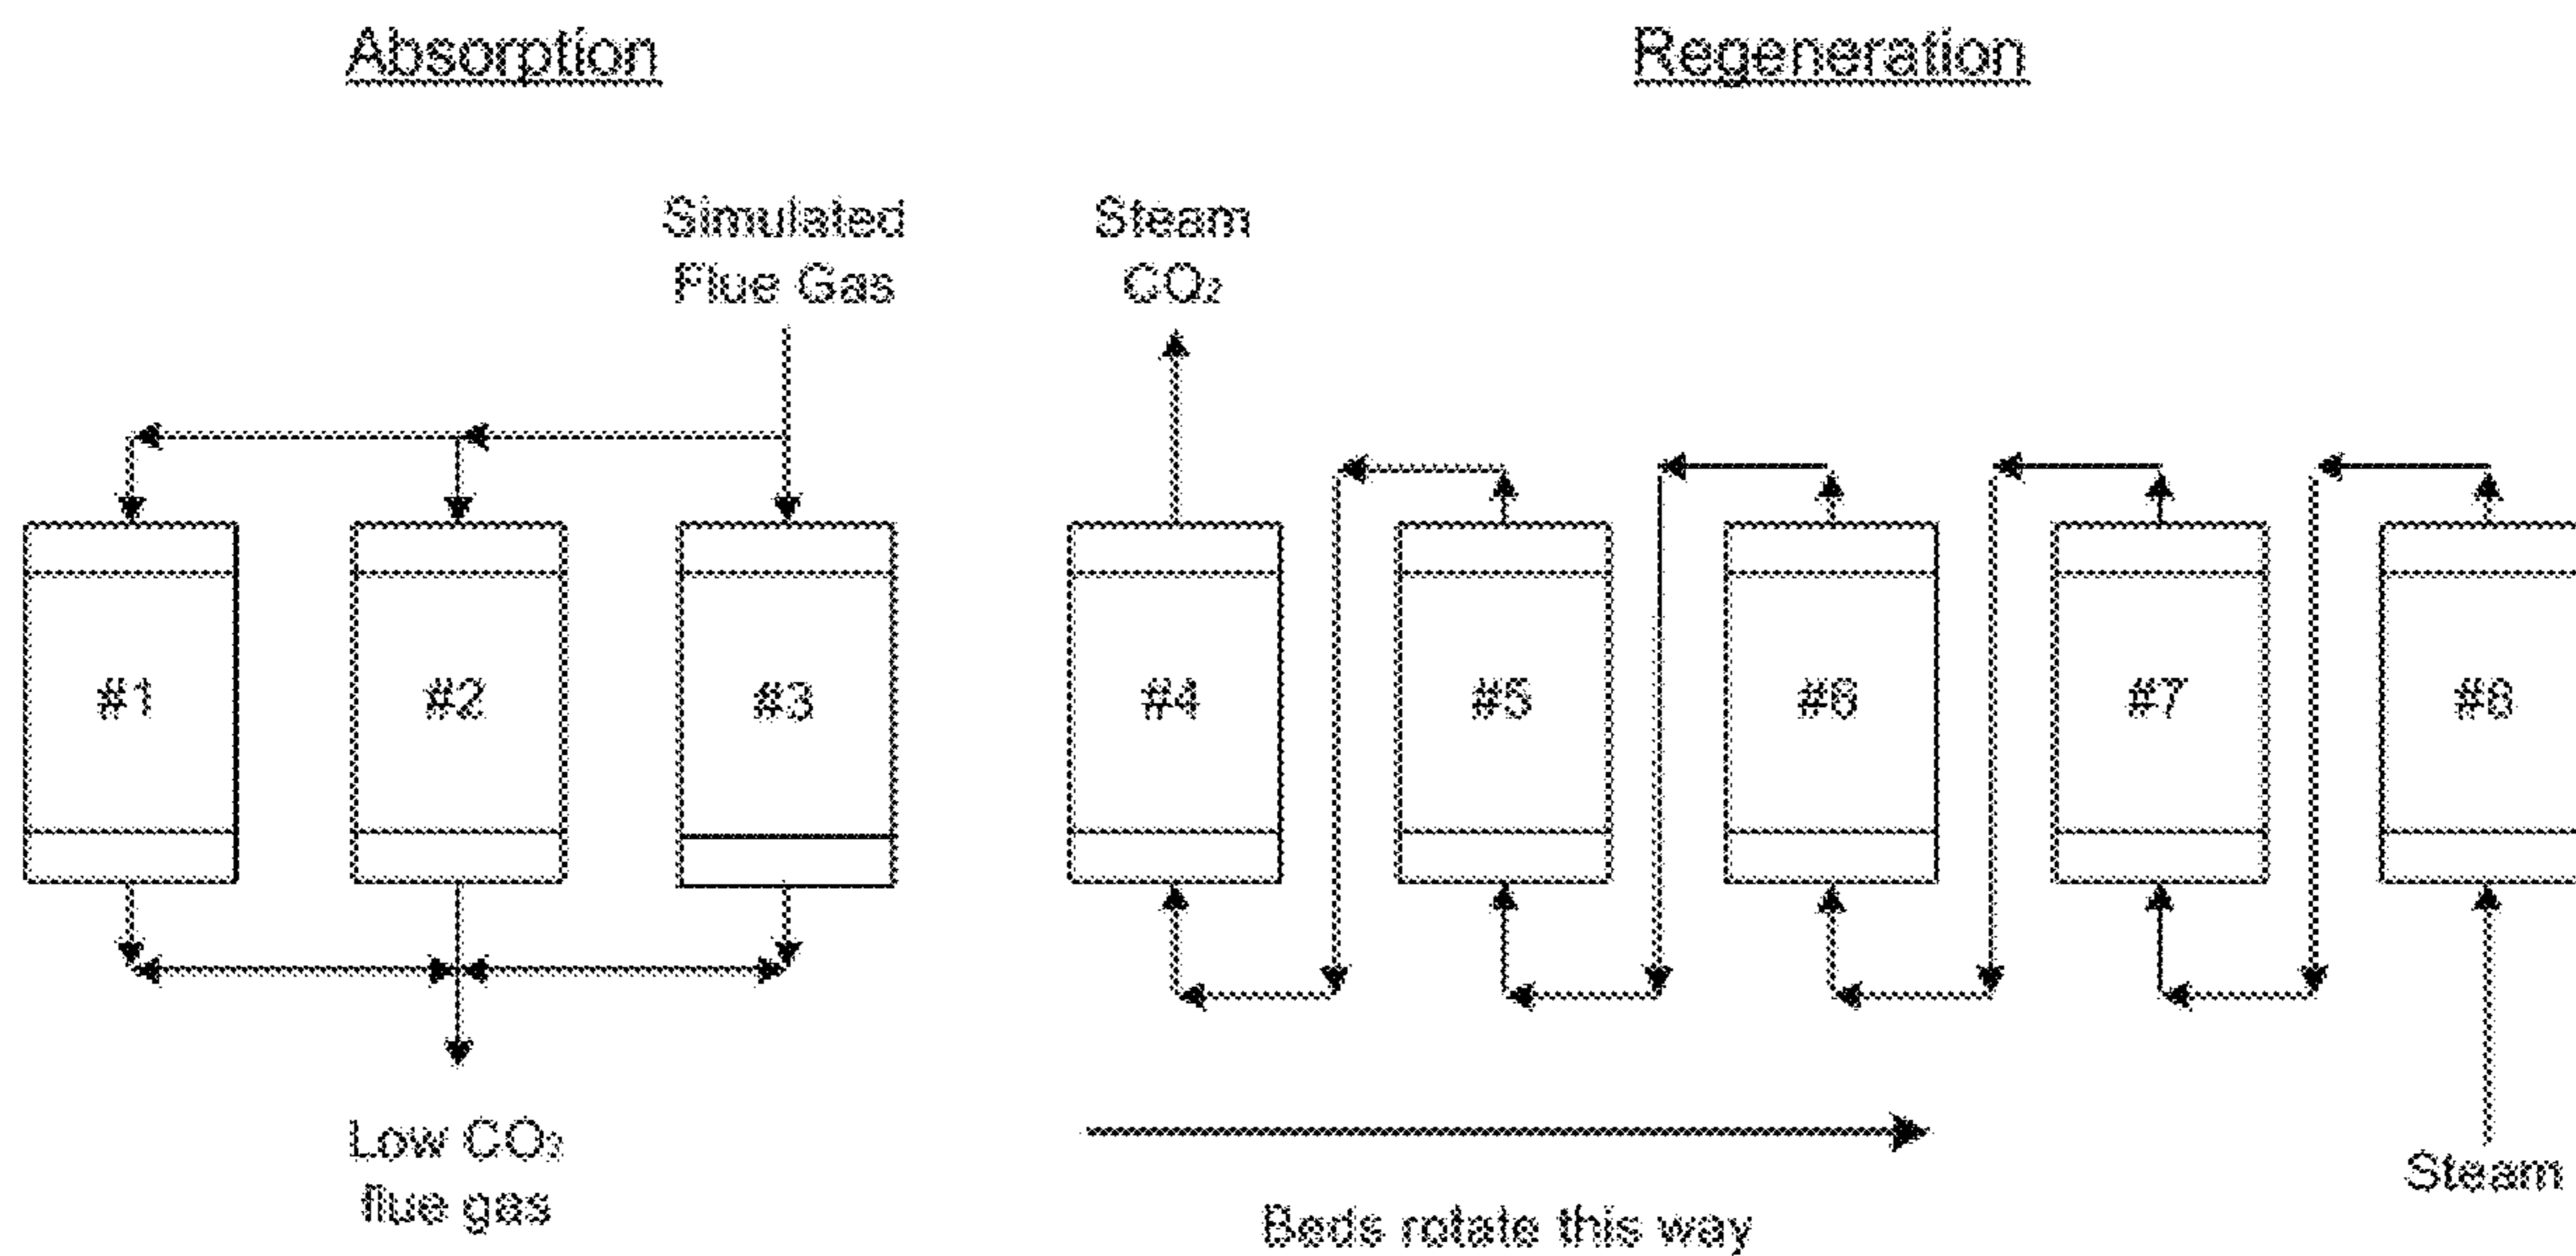 Absorption
Regeneration
Simulated
Flue Gas
Steam
CO₂
#1
#2
#3
#4
#5
#6
#7
#8
Low CO₂
flue gas
Beds rotate this way
Steam